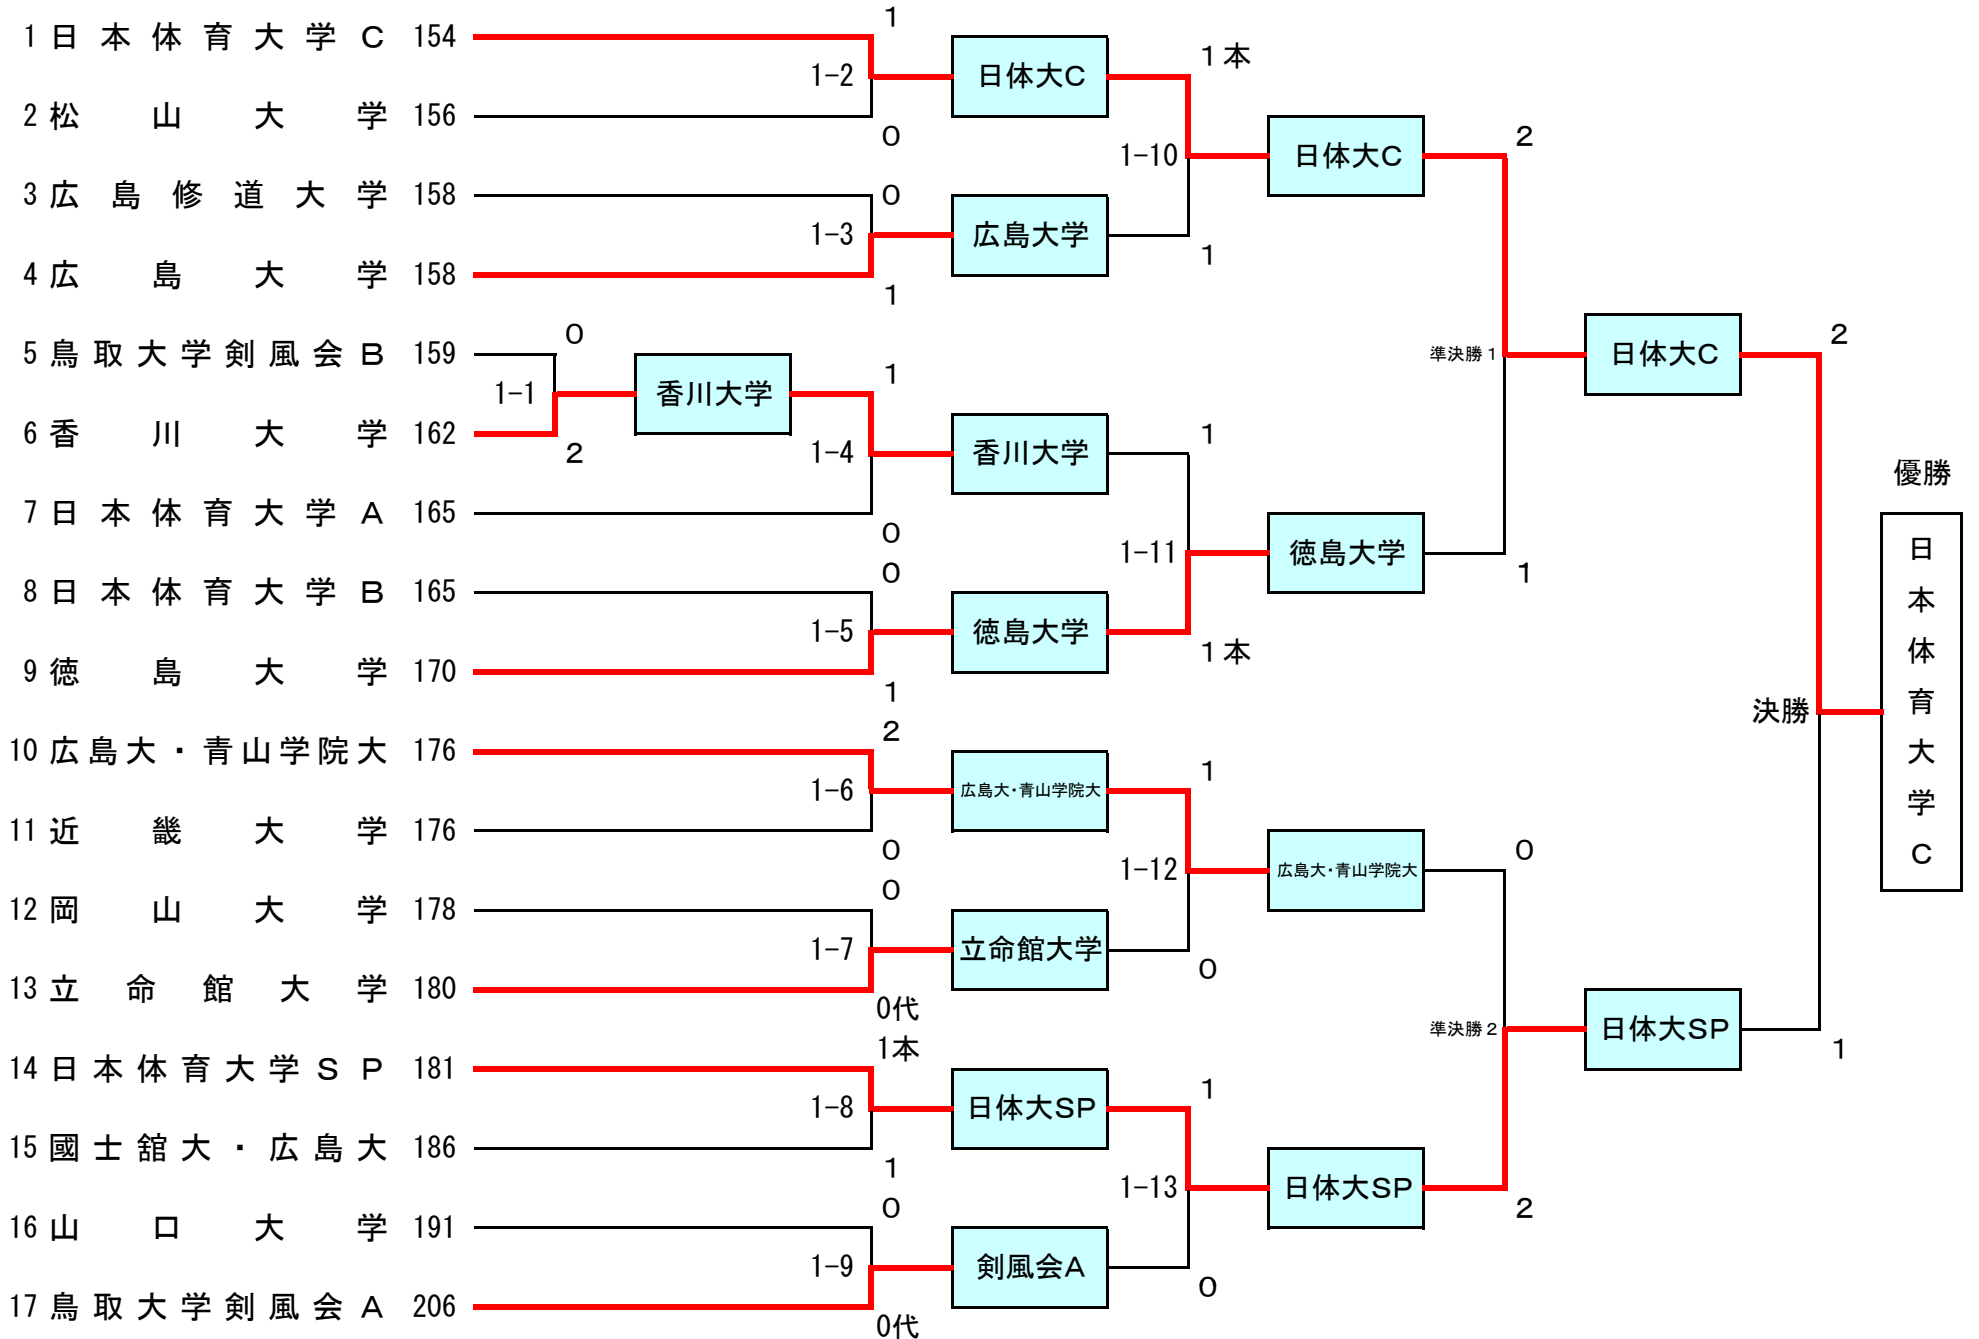 1 日本体育大学C 154
2 松山大学 156
3 広島修道大学 158
4 広島大学 158
5 鳥取大学剣風会B 159
6 香川大学 162
7 日本体育大学A 165
8 日本体育大学B 165
9 徳島大学 170
10 広島大・青山学院大 176
11 近畿大学 176
12 岡山大学 178
13 立命館大学 180
14 日本体育大学SP 181
15 國士舘大・広島大 186
16 山口大学 191
17 鳥取大学剣風会A 206
0
1-1
2
香川大学
1
1-2
0
0
1-3
1
1
1-4
0
0
1-5
1
2
1-6
0
0
1-7
0代
1本
1-8
1
0
1-9
0代
日体大C
広島大学
香川大学
徳島大学
広島大・青山学院大
立命館大学
日体大SP
剣風会A
1本
1-10
1
1
1-11
1本
1
1-12
0
1
1-13
0
日体大C
徳島大学
広島大・青山学院大
日体大SP
2
準決勝1
1
0
準決勝2
2
日体大C
日体大SP
2
決勝
1
優勝
日本体育大学C